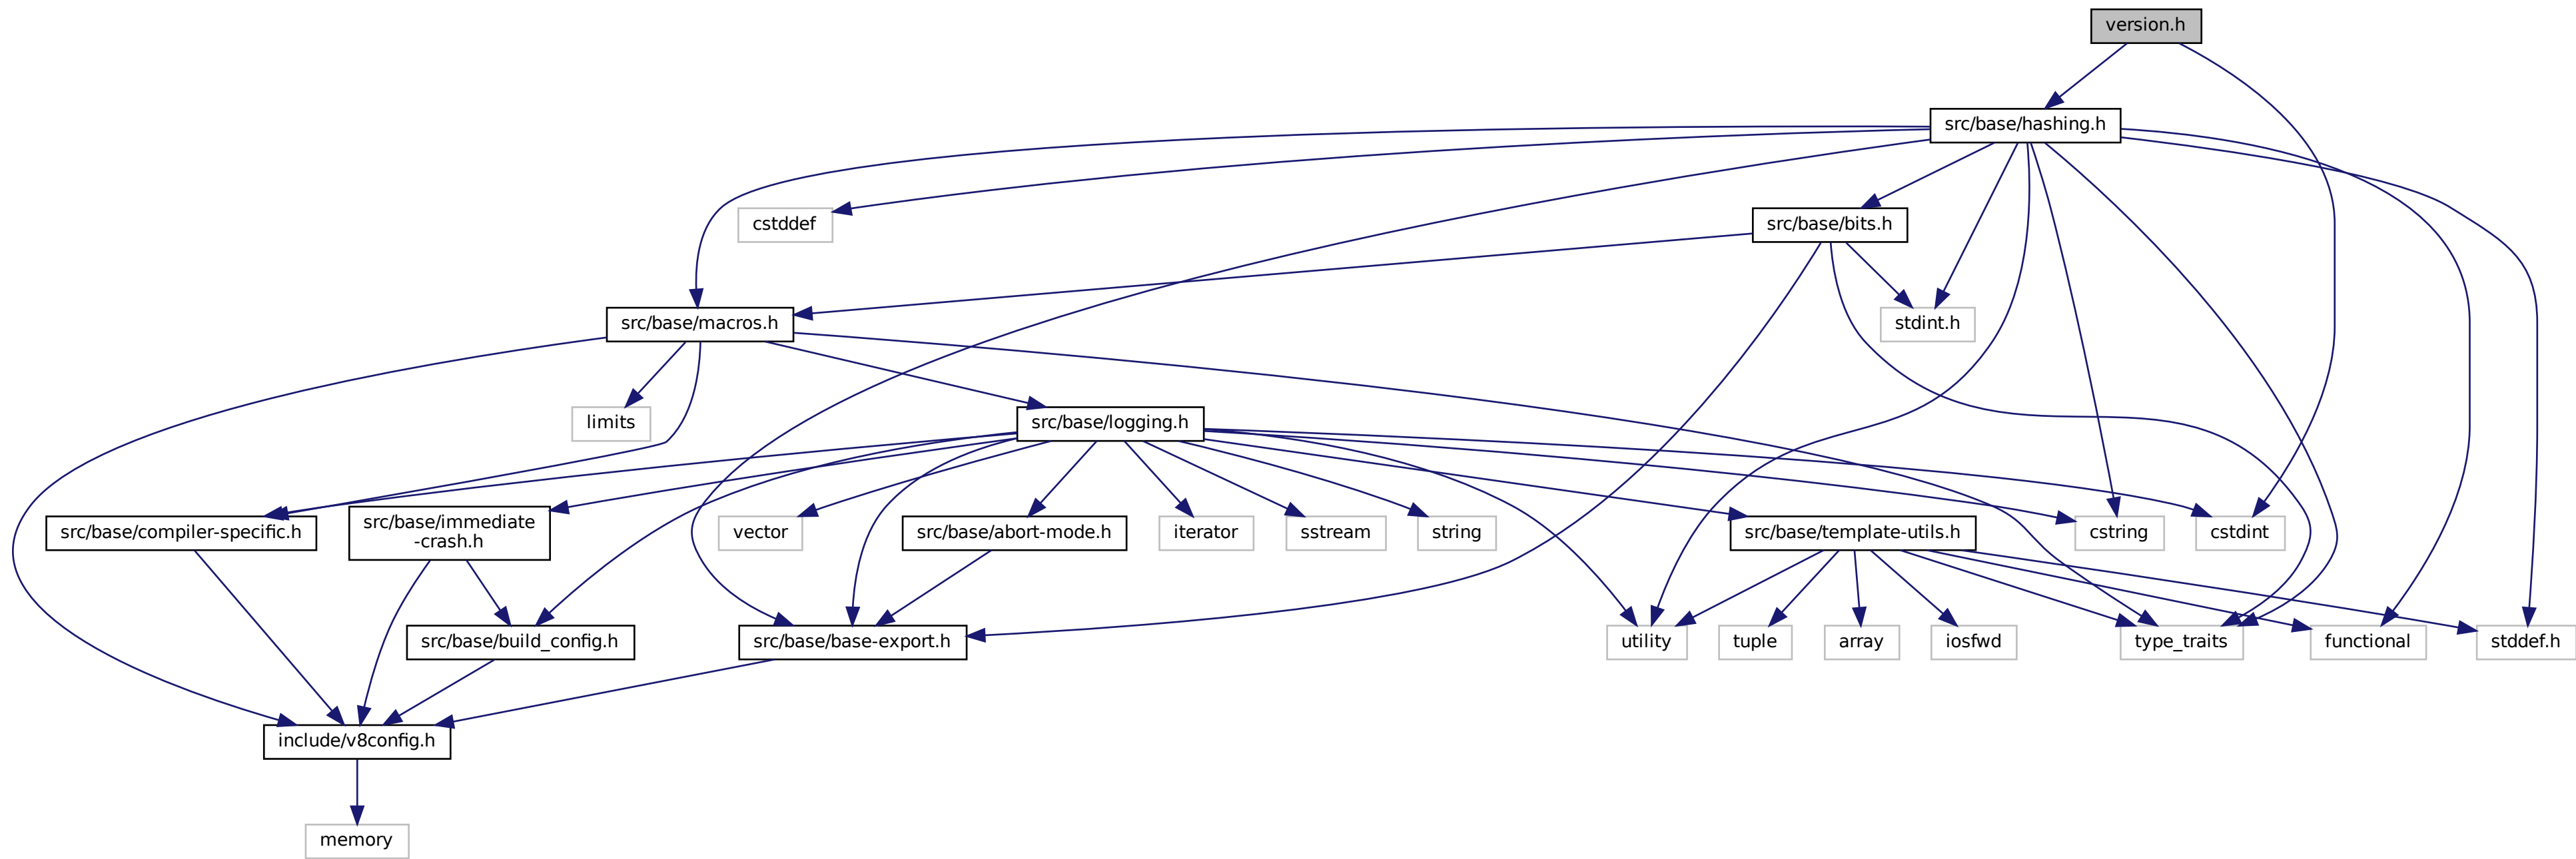 version.h
src/base/hashing.h
cstddef
src/base/bits.h
src/base/macros.h
stdint.h
limits
src/base/logging.h
src/base/compiler-specific.h
src/base/immediate
-crash.h
vector
src/base/abort-mode.h
iterator
sstream
string
src/base/template-utils.h
cstring
cstdint
src/base/build_config.h
src/base/base-export.h
utility
tuple
array
iosfwd
type_traits
functional
stddef.h
include/v8config.h
memory